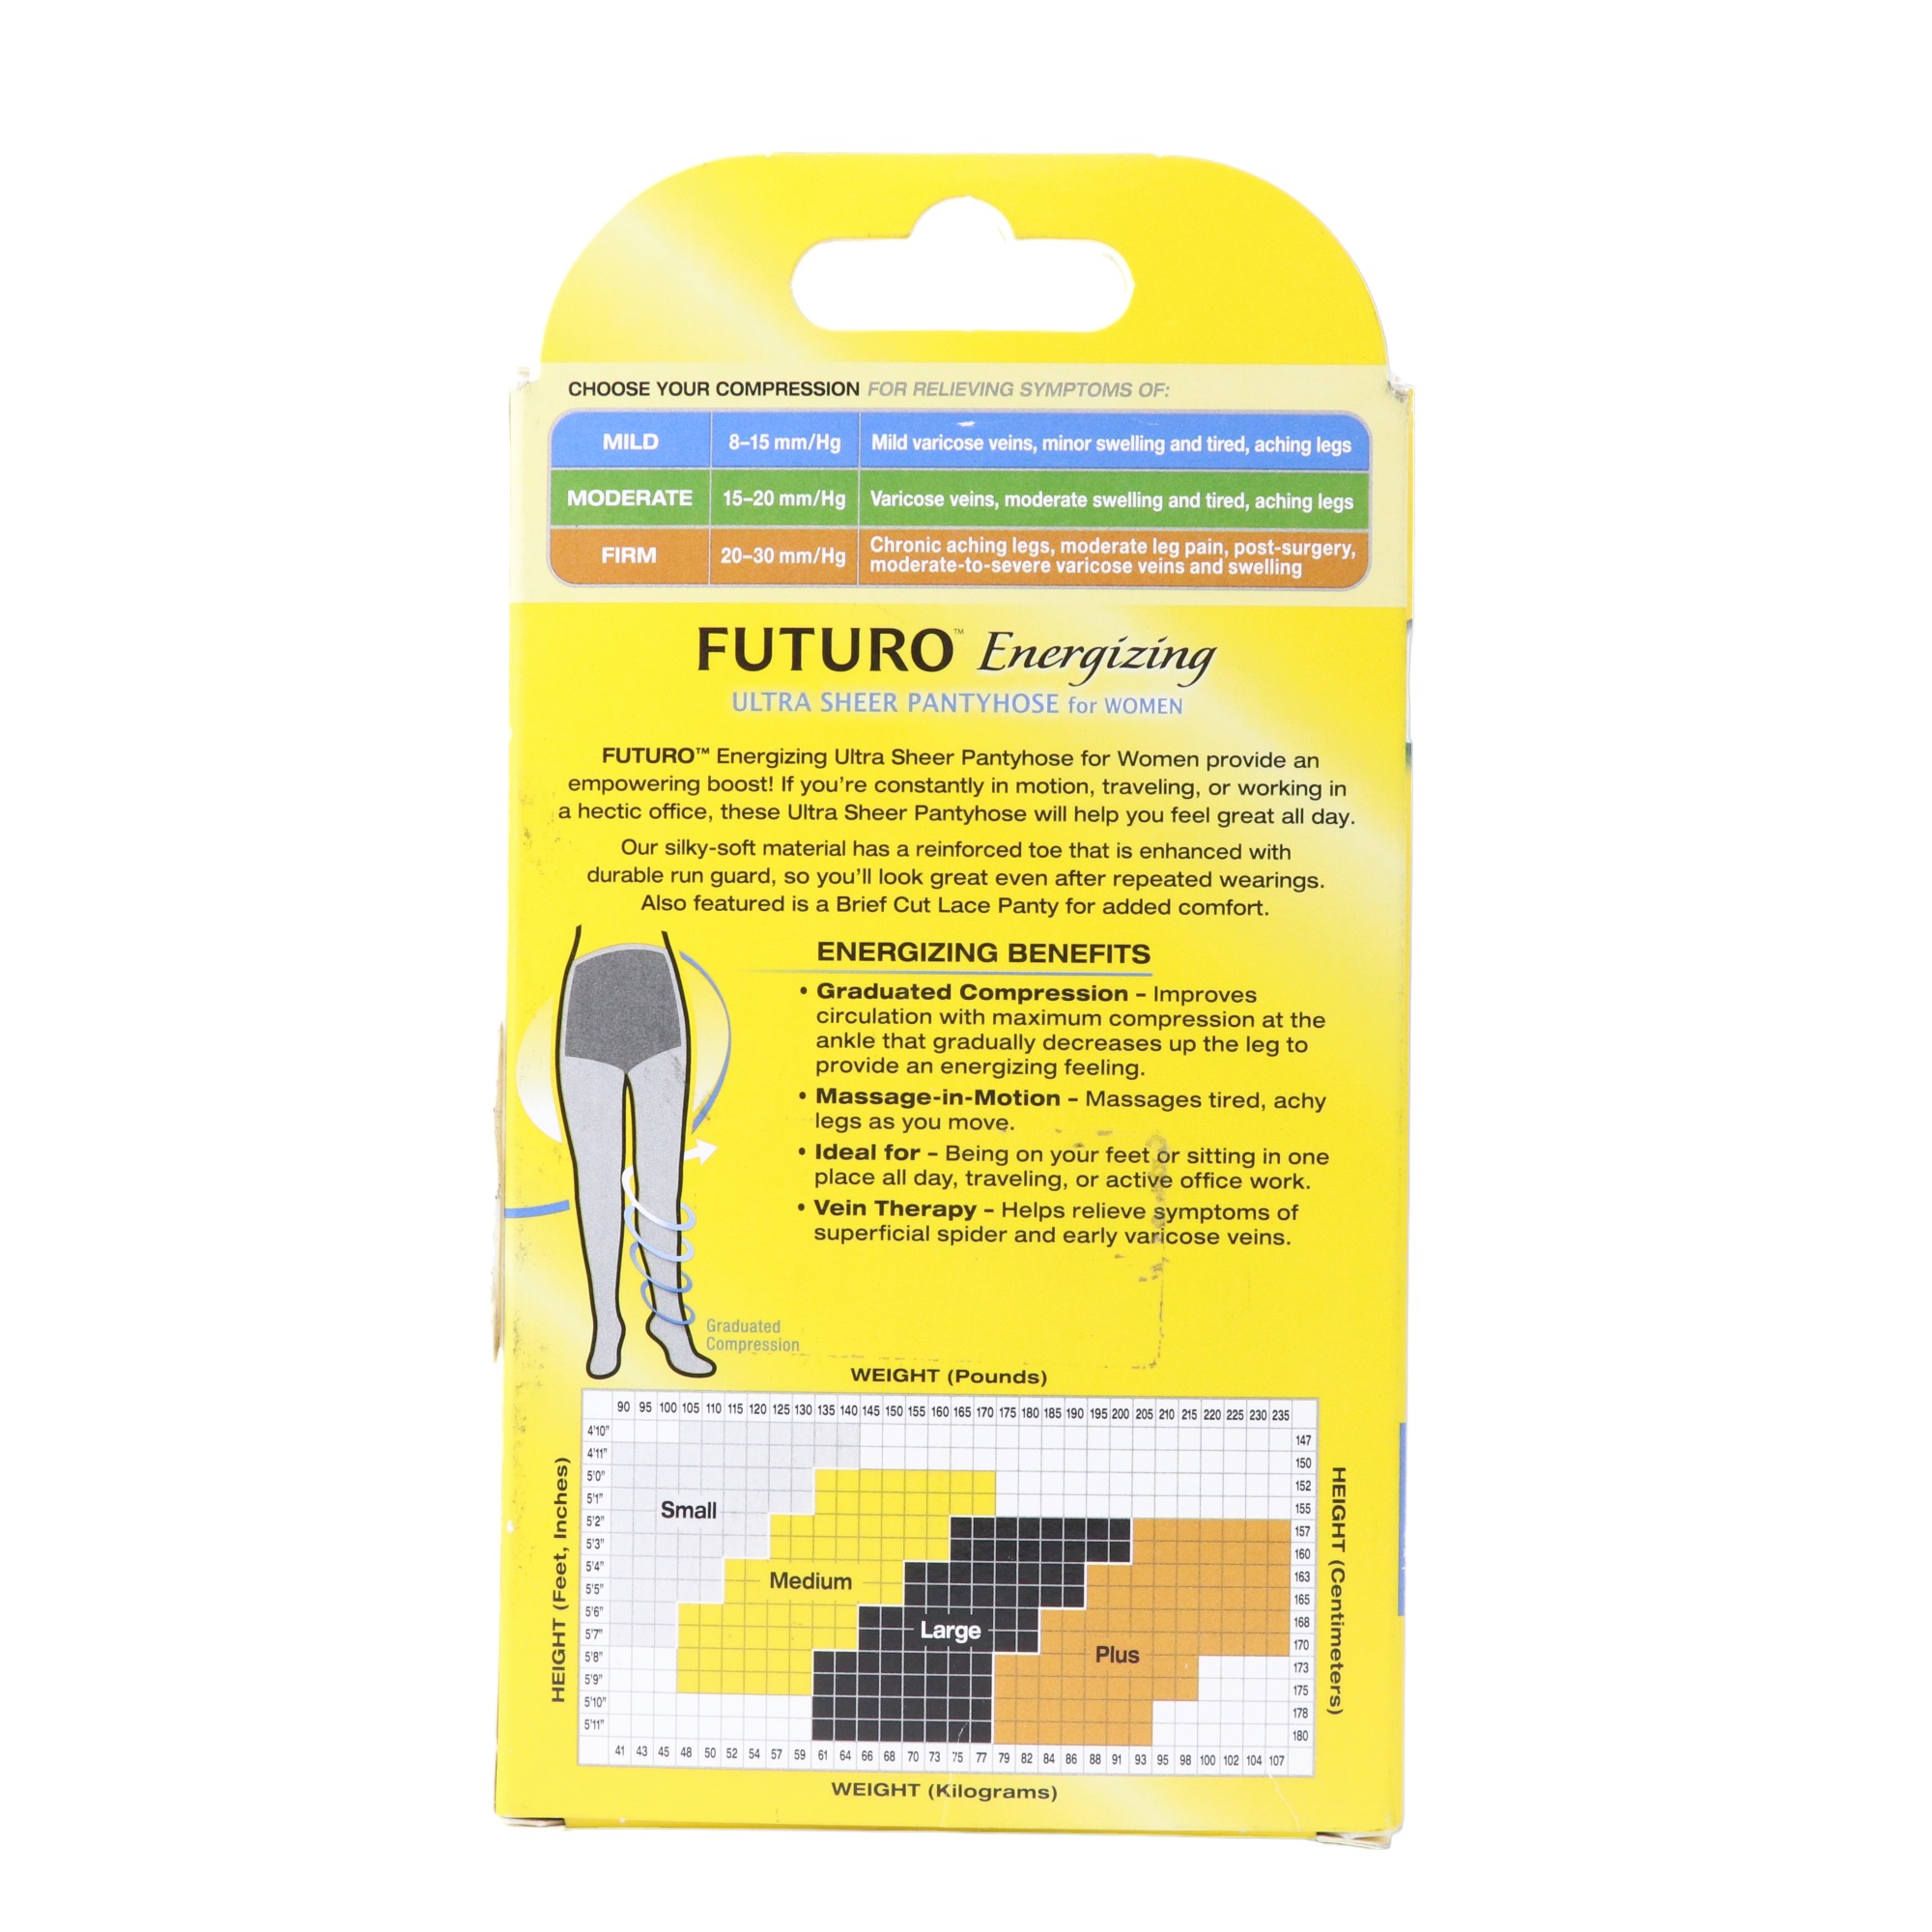 CHOOSE YOUR COMPRESSION FOR RELIEVING SYMPTOMS OF:
MILD 8–15 mm/Hg Mild varicose veins, minor swelling and tired, aching legs
MODERATE 15–20 mm/Hg Varicose veins, moderate swelling and tired, aching legs
FIRM 20–30 mm/Hg Chronic aching legs, moderate leg pain, post-surgery,
moderate-to-severe varicose veins and swelling
FUTURO™ Energizing
ULTRA SHEER PANTYHOSE for WOMEN
FUTURO™ Energizing Ultra Sheer Pantyhose for Women provide an
empowering boost! If you're constantly in motion, traveling, or working in
a hectic office, these Ultra Sheer Pantyhose will help you feel great all day.
Our silky-soft material has a reinforced toe that is enhanced with
durable run guard, so you'll look great even after repeated wearings.
Also featured is a Brief Cut Lace Panty for added comfort.
ENERGIZING BENEFITS
• Graduated Compression – Improves
circulation with maximum compression at the
ankle that gradually decreases up the leg to
provide an energizing feeling.
• Massage-in-Motion – Massages tired, achy
legs as you move.
• Ideal for – Being on your feet or sitting in one
place all day, traveling, or active office work.
• Vein Therapy – Helps relieve symptoms of
superficial spider and early varicose veins.
Graduated
Compression
WEIGHT (Pounds)
90 95 100 105 110 115 120 125 130 135 140 145 150 155 160 165 170 175 180 185 190 195 200 205 210 215 220 225 230 235
4'10" 147
4'11" 150
5'0" 152
5'1" 155
Small
5'2" 157
5'3" 160
5'4" 163
Medium
5'5" 165
5'6" 168
Large
5'7" 170
Plus
5'8" 173
5'9" 175
5'10" 178
5'11" 180
41 43 45 48 50 52 54 57 59 61 64 66 68 70 73 75 77 79 82 84 86 88 91 93 95 98 100 102 104 107
HEIGHT (Feet, Inches)
HEIGHT (Centimeters)
WEIGHT (Kilograms)